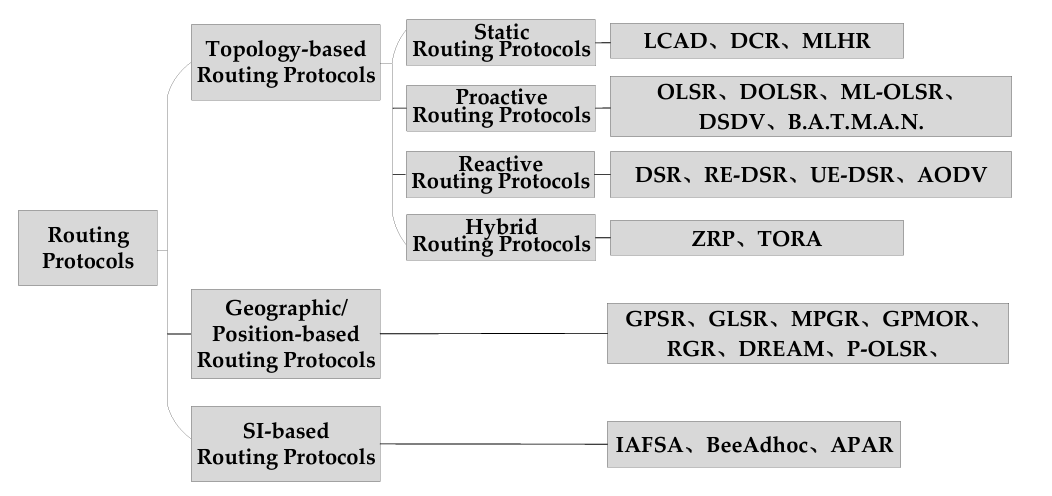 Routing
Protocols
Topology-based
Routing Protocols
Static
Routing Protocols
LCAD、DCR、MLHR
Proactive
Routing Protocols
OLSR、DOLSR、ML-OLSR、
DSDV、B.A.T.M.A.N.
Reactive
Routing Protocols
DSR、RE-DSR、UE-DSR、AODV
Hybrid
Routing Protocols
ZRP、TORA
Geographic/
Position-based
Routing Protocols
GPSR、GLSR、MPGR、GPMOR、
RGR、DREAM、P-OLSR、
SI-based
Routing Protocols
IAFSA、BeeAdhoc、APAR